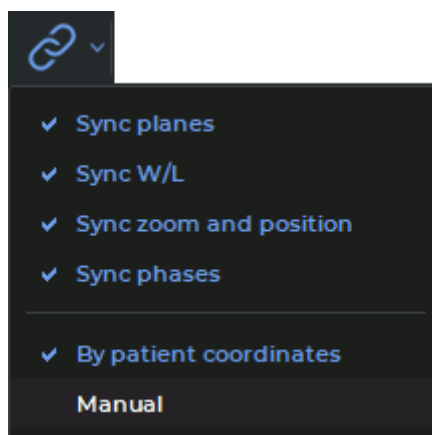 Sync planes
Sync W/L
Sync zoom and position
Sync phases
By patient coordinates
Manual